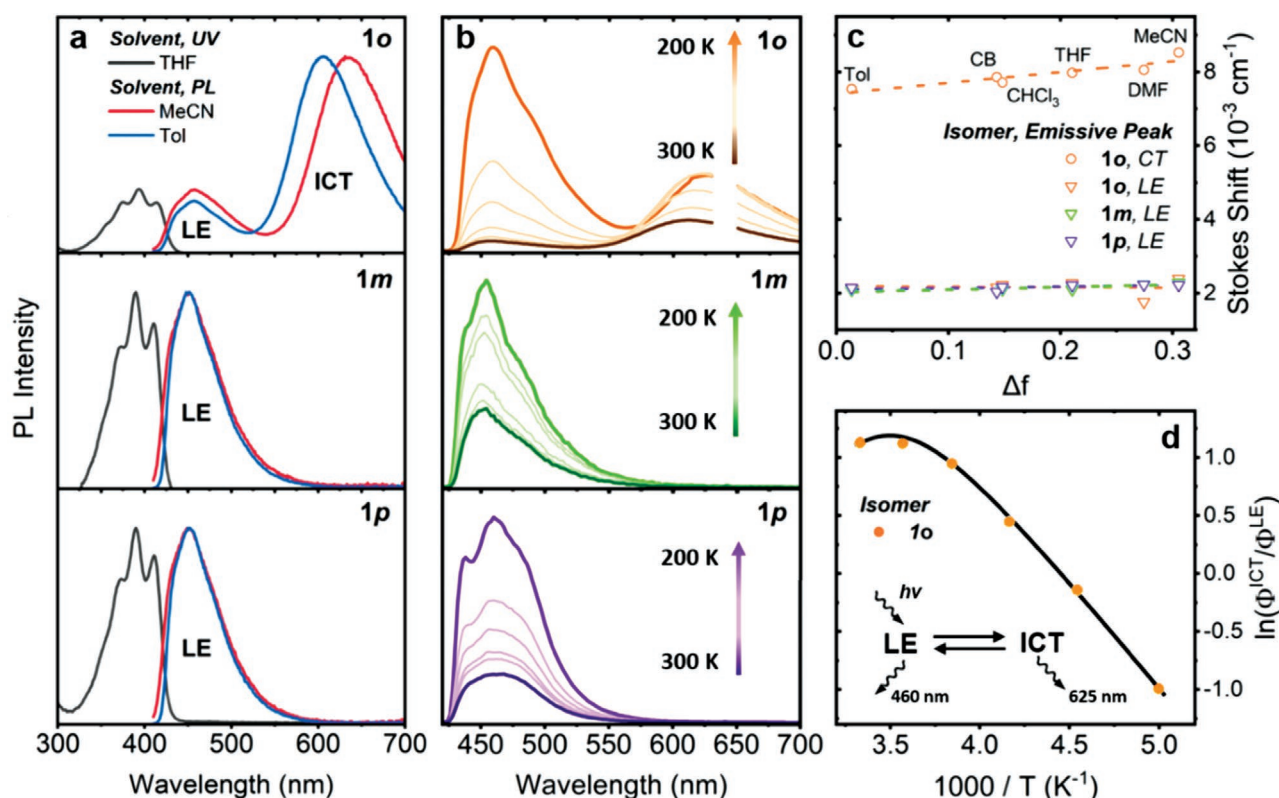 a
Solvent, UV
THF
Solvent, PL
MeCN
Tol
1o
LE
ICT
1m
LE
1p
LE
300 400 500 600 700
Wavelength (nm)
PL Intensity
b
200 K
1o
300 K
1m
200 K
300 K
1p
200 K
300 K
450 500 550 600 650 700
Wavelength (nm)
c
MeCN
Tol
CB
THF
CHCl3
DMF
Isomer, Emissive Peak
1o, CT
1o, LE
1m, LE
1p, LE
8
6
4
2
Stokes Shift (10-3 cm-1)
0.0 0.1 0.2 0.3
Δf
d
Isomer
1o
hν
LE
ICT
460 nm
625 nm
1.0
0.5
0.0
-0.5
-1.0
ln(ΦICT/ΦLE)
3.5 4.0 4.5 5.0
1000 / T (K-1)